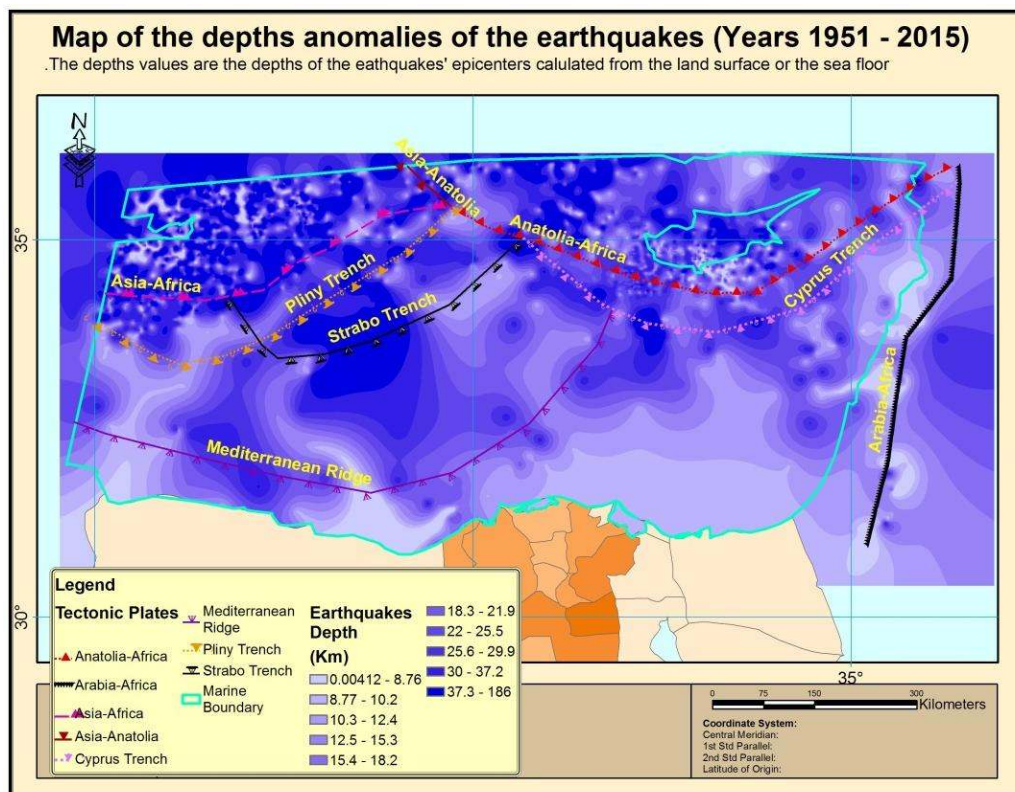 Map of the depths anomalies of the earthquakes (Years 1951 - 2015)
.The depths values are the depths of the eathquakes' epicenters calulated from the land surface or the sea floor
N
Asia-Anatolia
35°
Anatolia-Africa
Asia-Africa
Pliny Trench
Cyprus Trench
Strabo Trench
Arabia-Africa
Mediterranean Ridge
30°
35°
Legend
Tectonic Plates
Anatolia-Africa
Arabia-Africa
Asia-Africa
Asia-Anatolia
Cyprus Trench
Mediterranean
Ridge
Pliny Trench
Strabo Trench
Marine
Boundary
Earthquakes
Depth
(Km)
0.00412 - 8.76
8.77 - 10.2
10.3 - 12.4
12.5 - 15.3
15.4 - 18.2
18.3 - 21.9
22 - 25.5
25.6 - 29.9
30 - 37.2
37.3 - 186
0 75 150 300
Kilometers
Coordinate System:
Central Meridian:
1st Std Parallel:
2nd Std Parallel:
Latitude of Origin: